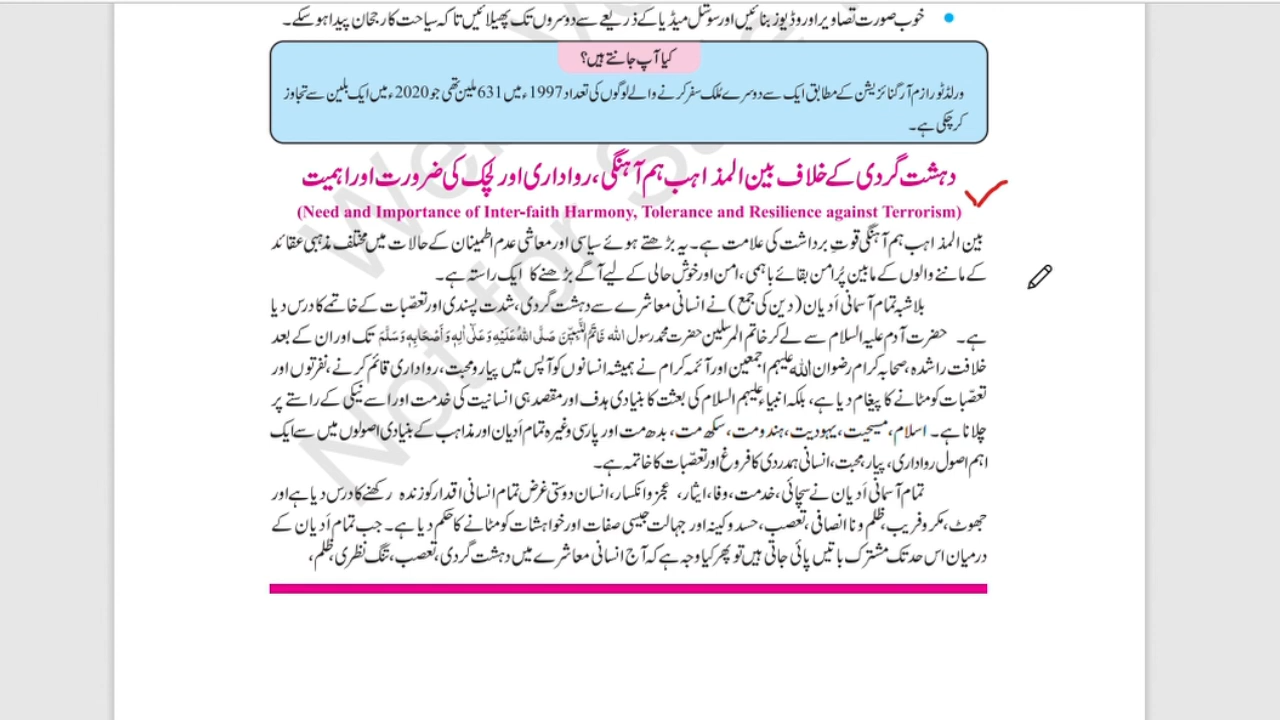 خوب صورت تصاویر اور وڈیوز بنائیں اور سوشل میڈیا کے ذریعے سے دوسروں تک پھیلائیں تاکہ سیاحت کا رجحان پیدا ہو سکے۔
کیا آپ جانتے ہیں؟
ورلڈ ٹورازم آرگنائزیشن کے مطابق ایک سے دوسرے ملک سفر کرنے والے لوگوں کی تعداد 1997ء میں 631 ملین تھی جو 2020ء میں ایک بلین سے تجاوز
کر چکی ہے۔
دہشت گردی کے خلاف بین المذاہب ہم آہنگی، رواداری اور لچک کی ضرورت اور اہمیت
(Need and Importance of Inter-faith Harmony, Tolerance and Resilience against Terrorism)
بین المذاہب ہم آہنگی قوتِ برداشت کی علامت ہے۔ یہ بڑھتے ہوئے سیاسی اور معاشی عدم اطمینان کے حالات میں مختلف مذہبی عقائد
کے ماننے والوں کے مابین پُرامن بقائے باہمی، امن اور خوش حالی کے لیے آگے بڑھنے کا ایک راستہ ہے۔
بلاشبہ تمام آسمانی اَدیان (دین کی جمع) نے انسانی معاشرے سے دہشت گردی، شدت پسندی اور تعصّبات کے خاتمے کا درس دیا
ہے۔ حضرت آدم علیہ السلام سے لے کر خاتم المرسلین حضرت محمد رسول اللہ خَاتَمُ النَّبِیّٖنَ صَلَّی اللہُ عَلَیْہِ وَعَلٰٓی اٰلِہٖ وَاَصْحَابِہٖ وَسَلَّمَ تک اور ان کے بعد
خلافت راشدہ، صحابہ کرام رضوان اللہ علیہم اجمعین اور آئمہ کرام نے ہمیشہ انسانوں کو آپس میں پیار و محبت، رواداری قائم کرنے، نفرتوں اور
تعصّبات کو مٹانے کا پیغام دیا ہے، بلکہ انبیاء علیہم السلام کی بعثت کا بنیادی ہدف اور مقصد ہی انسانیت کی خدمت اور اسے نیکی کے راستے پر
چلانا ہے۔ اسلام، مسیحیت، یہودیت، ہندومت، سکھ مت، بدھ مت اور پارسی وغیرہ تمام اَدیان اور مذاہب کے بنیادی اصولوں میں سے ایک
اہم اصول رواداری، پیار، محبت، انسانی ہمدردی کا فروغ اور تعصّبات کا خاتمہ ہے۔
تمام آسمانی اَدیان نے سچائی، خدمت، وفا، ایثار، عجز و انکسار، انسان دوستی غرض تمام انسانی اقدار کو زندہ رکھنے کا درس دیا ہے اور
جھوٹ، مکر و فریب، ظلم و نا انصافی، تعصب، حسد و کینہ اور جہالت جیسی صفات اور خواہشات کو مٹانے کا حکم دیا ہے۔ جب تمام اَدیان کے
درمیان اس حد تک مشترک باتیں پائی جاتی ہیں تو پھر کیا وجہ ہے کہ آج انسانی معاشرے میں دہشت گردی، تعصب، تنگ نظری، ظلم،